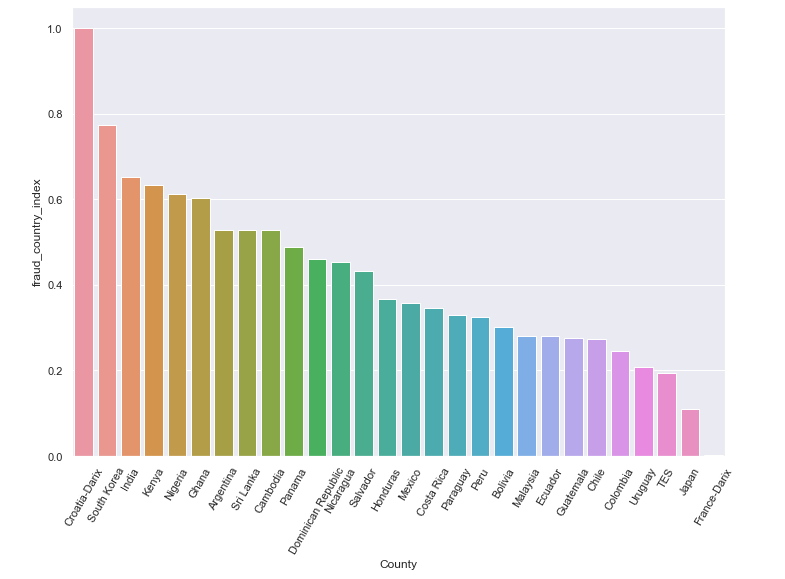 1.0
0.8
0.6
0.4
0.2
0.0
fraud_country_index
Croatia-Darix
South Korea
India
Kenya
Nigeria
Ghana
Argentina
Sri Lanka
Cambodia
Panama
Dominican Republic
Nicaragua
Salvador
Honduras
Mexico
Costa Rica
Paraguay
Peru
Bolivia
Malaysia
Ecuador
Guatemala
Chile
Colombia
Uruguay
TES
Japan
France-Darix
County